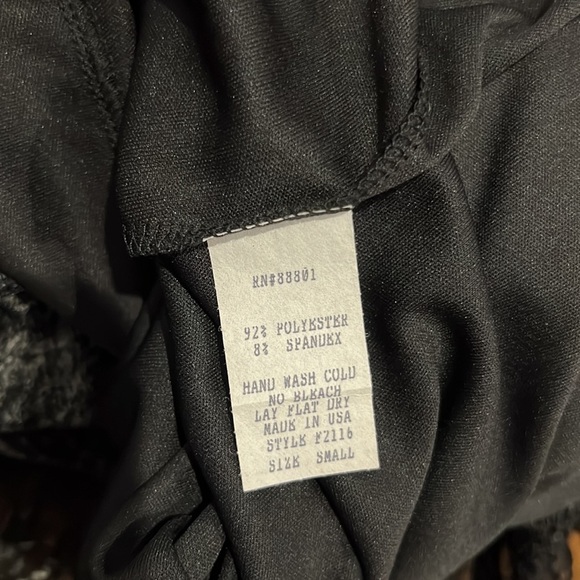 RN#88801
92% POLYESTER
8% SPANDEX
HAND WASH COLD
NO BLEACH
LAY FLAT DRY
MADE IN USA
STYLE F2116
SIZE SMALL